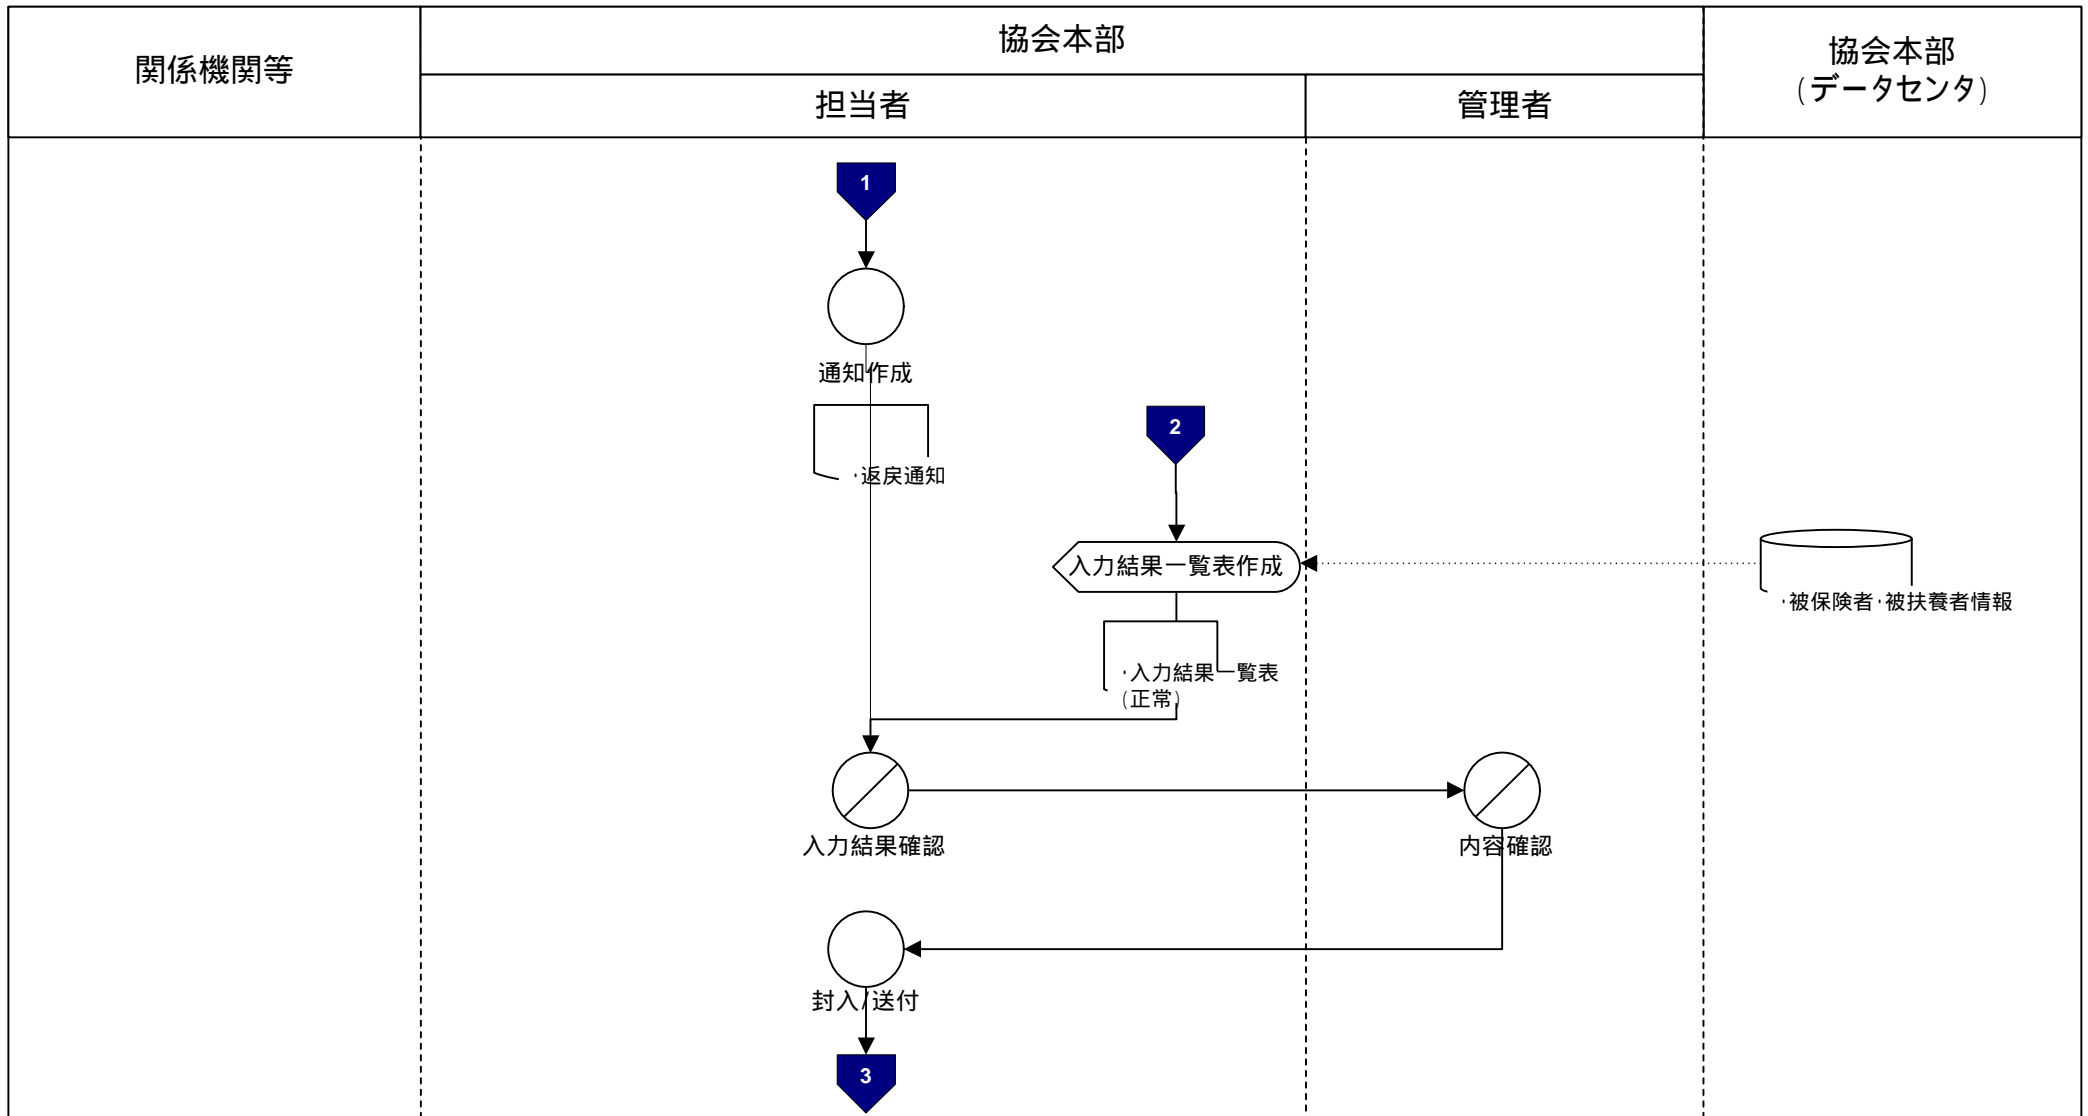 関係機関等
協会本部
担当者
管理者
協会本部
(データセンタ)
1
通知作成
・返戻通知
2
入力結果一覧表作成
・被保険者・被扶養者情報
・入力結果一覧表
(正常)
入力結果確認
内容確認
封入/送付
3